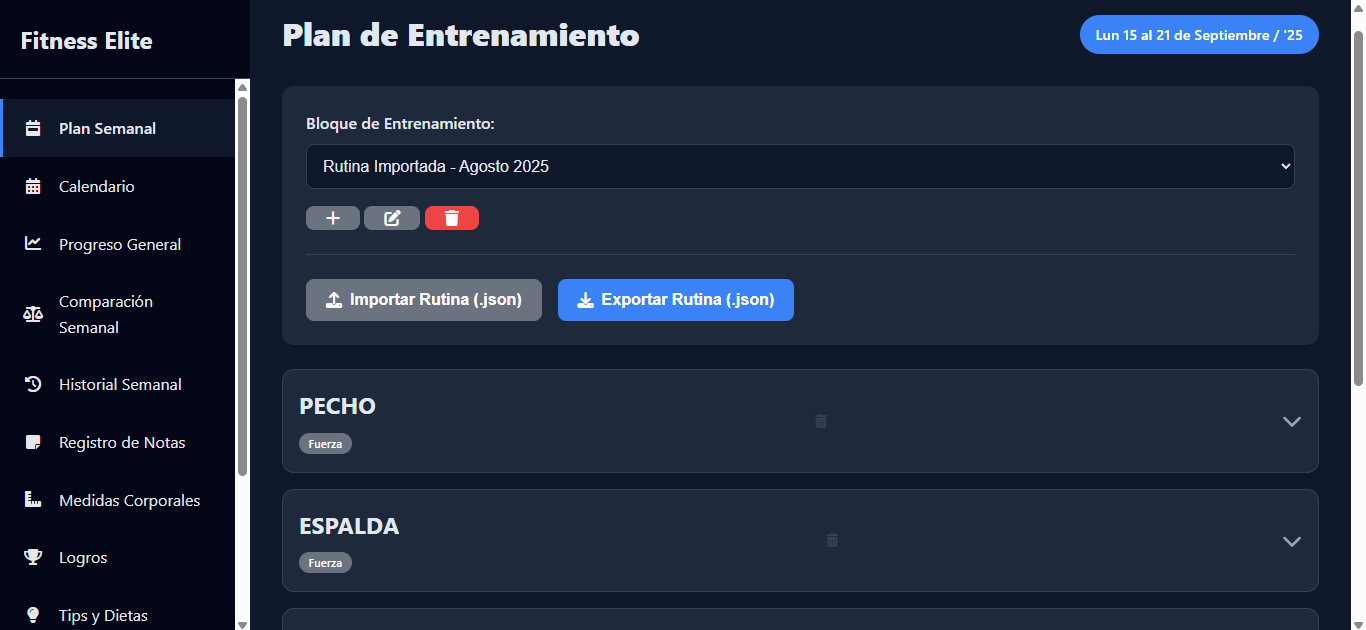 Fitness Elite
Plan Semanal
Calendario
Progreso General
Comparación
Semanal
Historial Semanal
Registro de Notas
Medidas Corporales
Logros
Tips y Dietas
Plan de Entrenamiento
Lun 15 al 21 de Septiembre / '25
Bloque de Entrenamiento:
Rutina Importada - Agosto 2025
Importar Rutina (.json)
Exportar Rutina (.json)
PECHO
Fuerza
ESPALDA
Fuerza